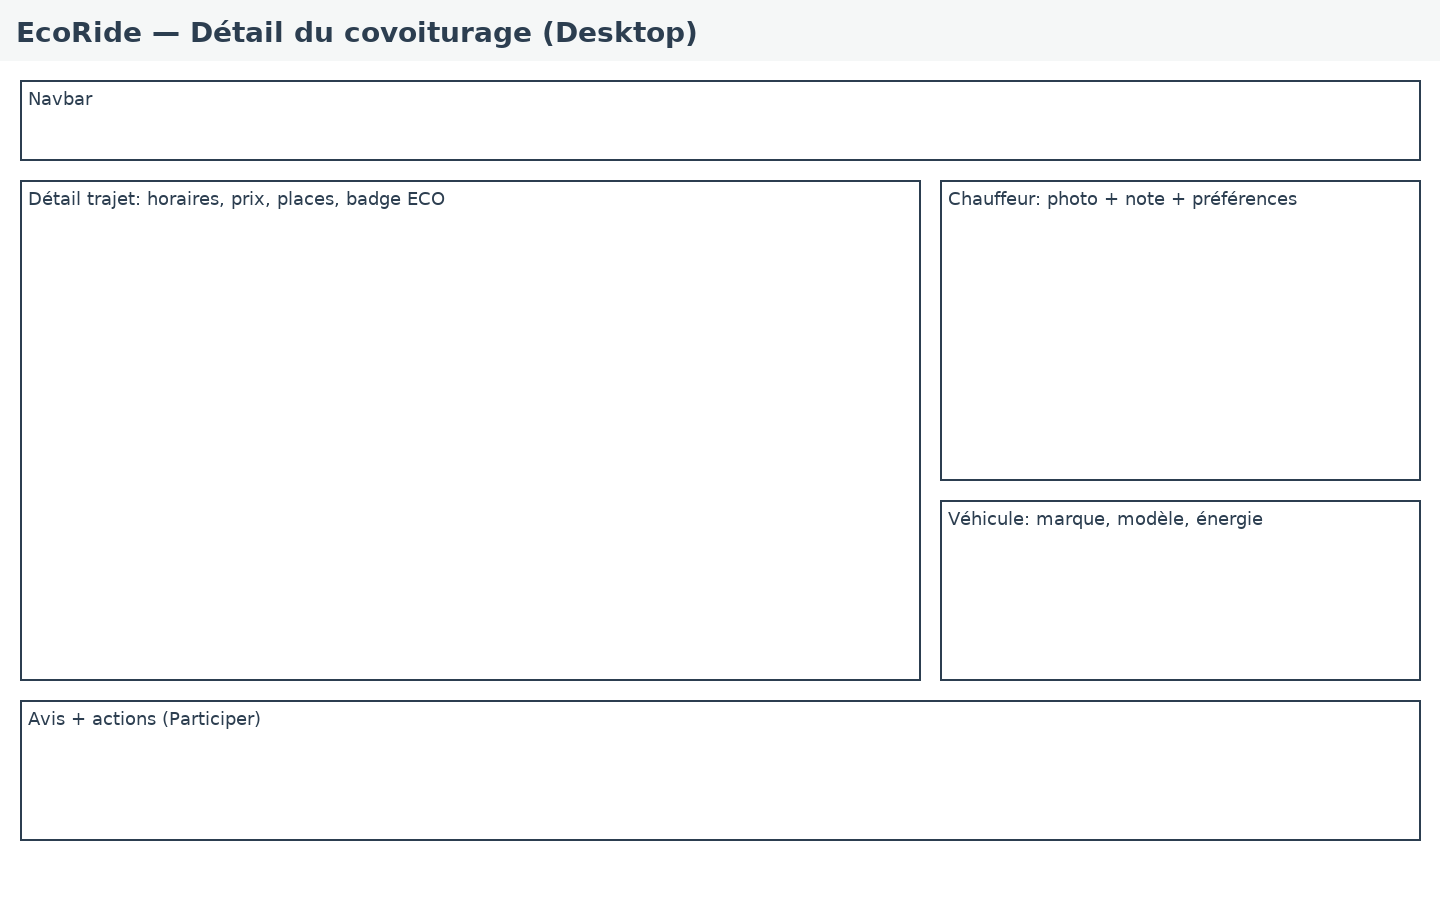 EcoRide — Détail du covoiturage (Desktop)
Navbar
Détail trajet: horaires, prix, places, badge ECO
Chauffeur: photo + note + préférences
Véhicule: marque, modèle, énergie
Avis + actions (Participer)